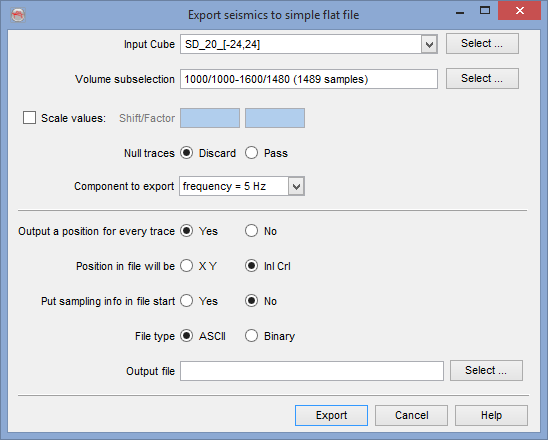 Export seismics to simple flat file
Input Cube SD_20_[-24,24] Select ...
Volume subselection 1000/1000-1600/1480 (1489 samples) Select ...
Scale values: Shift/Factor
Null traces Discard Pass
Component to export frequency = 5 Hz
Output a position for every trace Yes No
Position in file will be X Y Inl Crl
Put sampling info in file start Yes No
File type ASCII Binary
Output file Select ...
Export Cancel Help